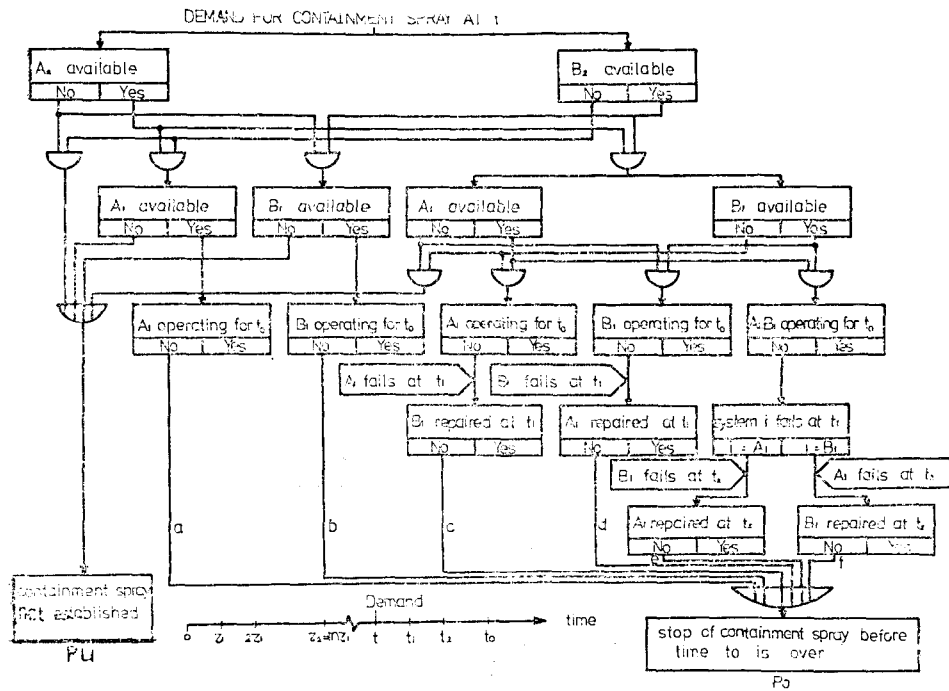 DEMAND FOR CONTAINMENT SPRAY AT t
A₂ available
No Yes
B₂ available
No Yes
A₁ available
No Yes
B₁ available
No Yes
A₁ available
No Yes
B₁ available
No Yes
A₁ operating for t₀
No Yes
B₁ operating for t₀
No Yes
A₁ operating for t₀
No Yes
B₁ operating for t₀
No Yes
A₁ B₁ operating for t₀
No Yes
A₁ fails at t₁
B₁ fails at t₁
B₁ repaired at t₁
No Yes
A₁ repaired at t₁
No Yes
system i fails at t₁
i = A₁ i = B₁
B₁ fails at t₂
A₁ fails at t₂
A₁ repaired at t₂
No Yes
B₁ repaired at t₂
No Yes
a b c d e f
containment spray
not established
Pu
Demand
0 t t₁ t₂ t₀ time
stop of containment spray before
time to is over